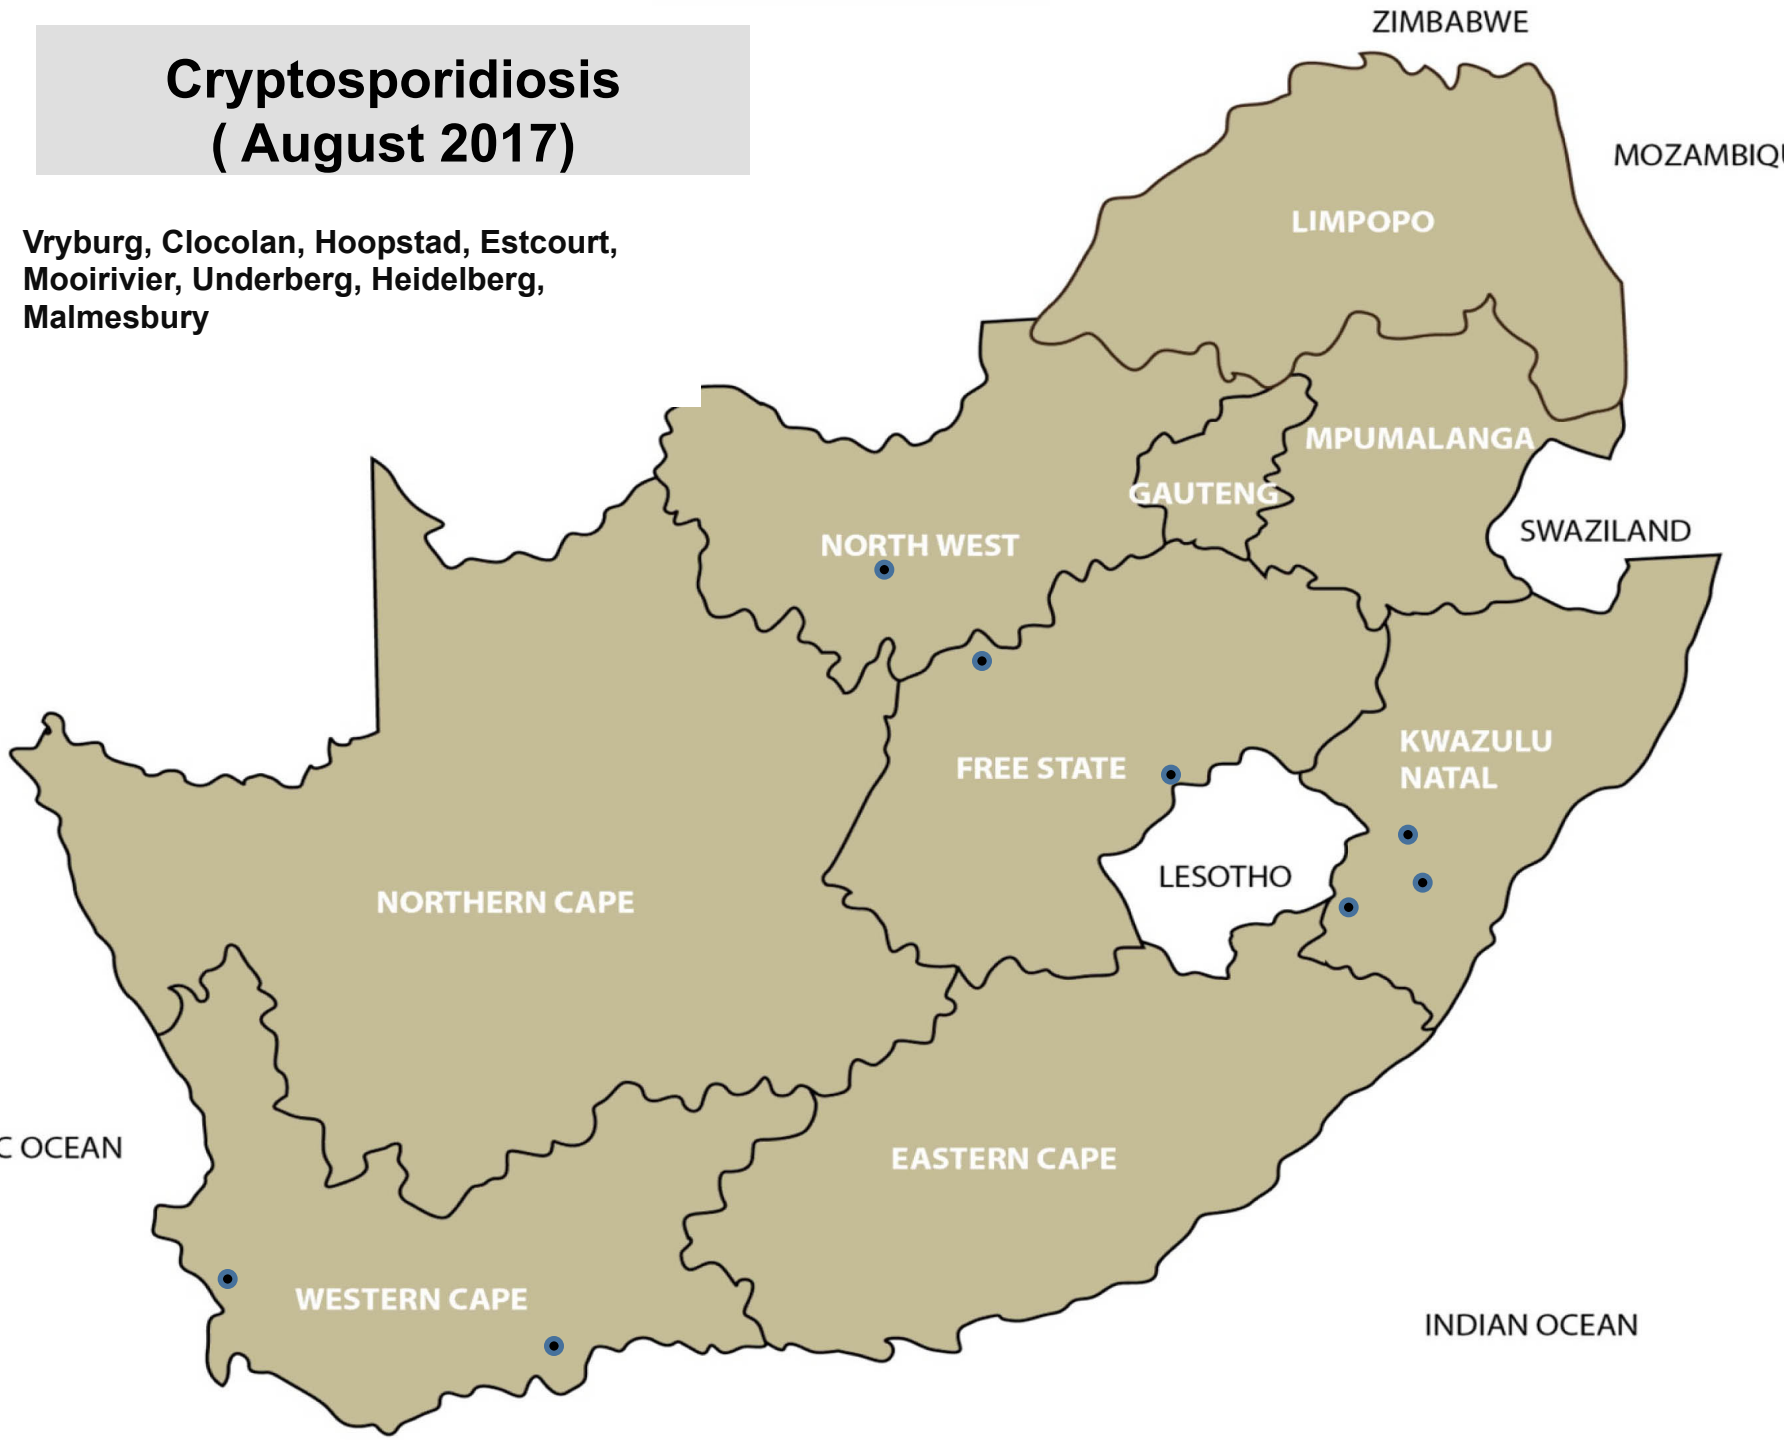 Cryptosporidiosis
( August 2017)
Vryburg, Clocolan, Hoopstad, Estcourt,
Mooirivier, Underberg, Heidelberg,
Malmesbury
ZIMBABWE
MOZAMBIQU
LIMPOPO
MPUMALANGA
GAUTENG
SWAZILAND
NORTH WEST
KWAZULU
NATAL
FREE STATE
LESOTHO
NORTHERN CAPE
C OCEAN
EASTERN CAPE
WESTERN CAPE
INDIAN OCEAN